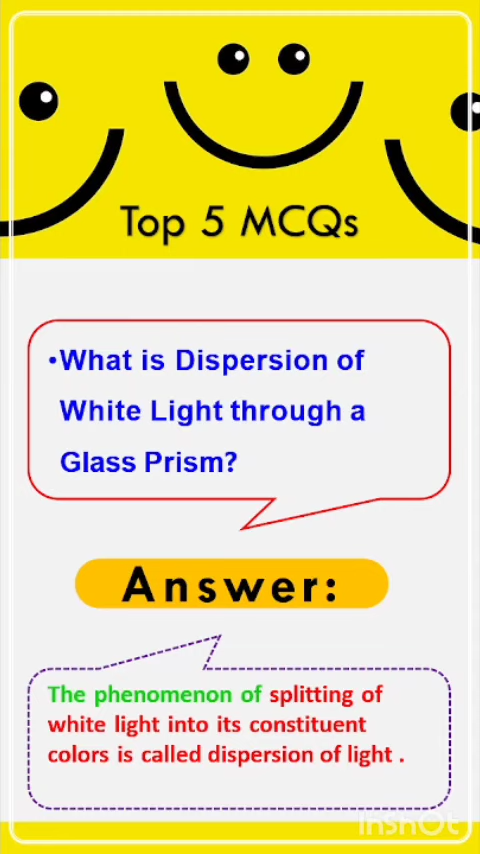 Top 5 MCQs
•What is Dispersion of
White Light through a
Glass Prism?
Answer:
The phenomenon of splitting of
white light into its constituent
colors is called dispersion of light .
InShOt